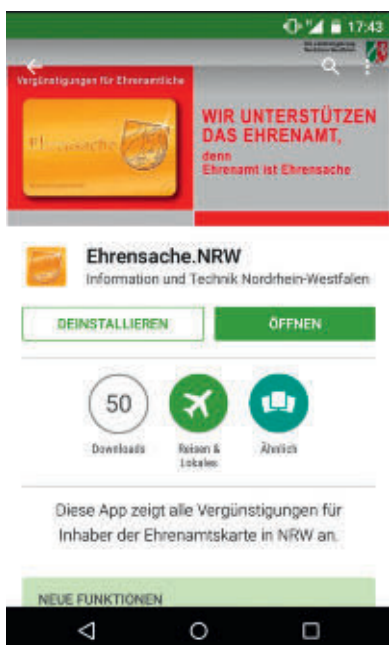 17:43
Vergünstigungen für Ehrenamtliche
Ehrensache
WIR UNTERSTÜTZEN
DAS EHRENAMT,
denn
Ehrenamt ist Ehrensache
Ehrensache.NRW
Information und Technik Nordrhein-Westfalen
DEINSTALLIEREN
ÖFFNEN
50
Downloads
Reisen &
Lokales
Ähnlich
Diese App zeigt alle Vergünstigungen für
Inhaber der Ehrenamtskarte in NRW an.
NEUE FUNKTIONEN